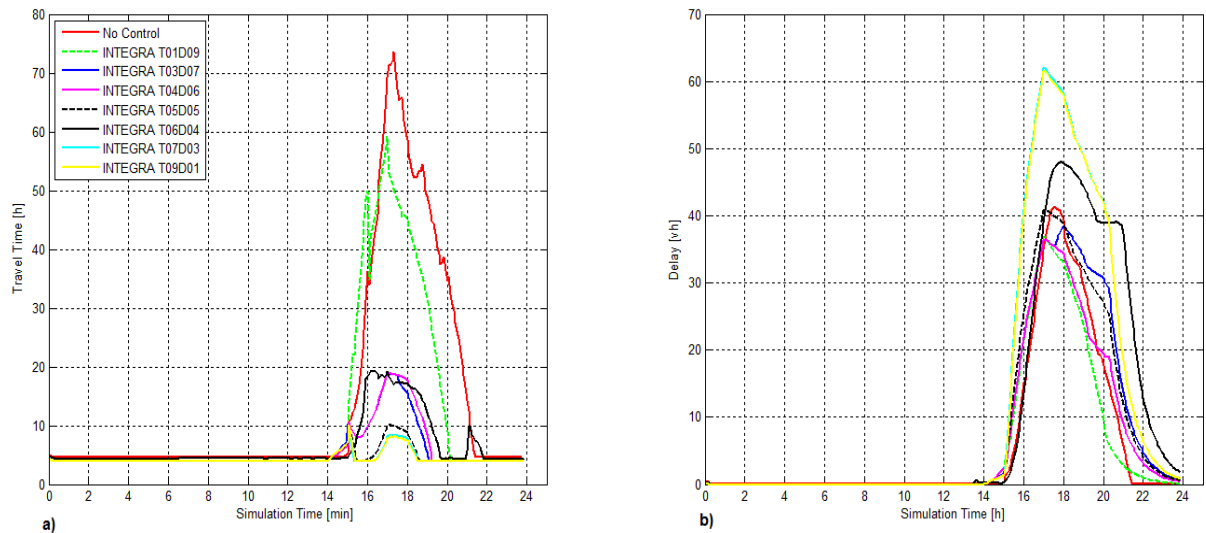 80
70
60
50
40
30
20
10
0
Travel Time [h]
No Control
INTEGRA T01D09
INTEGRA T03D07
INTEGRA T04D06
INTEGRA T05D05
INTEGRA T06D04
INTEGRA T07D03
INTEGRA T09D01
0 2 4 6 8 10 12 14 16 18 20 22 24
Simulation Time [min]
a)
70
60
50
40
30
20
10
0
Delay [vh]
0 2 4 6 8 10 12 14 16 18 20 22 24
Simulation Time [h]
b)